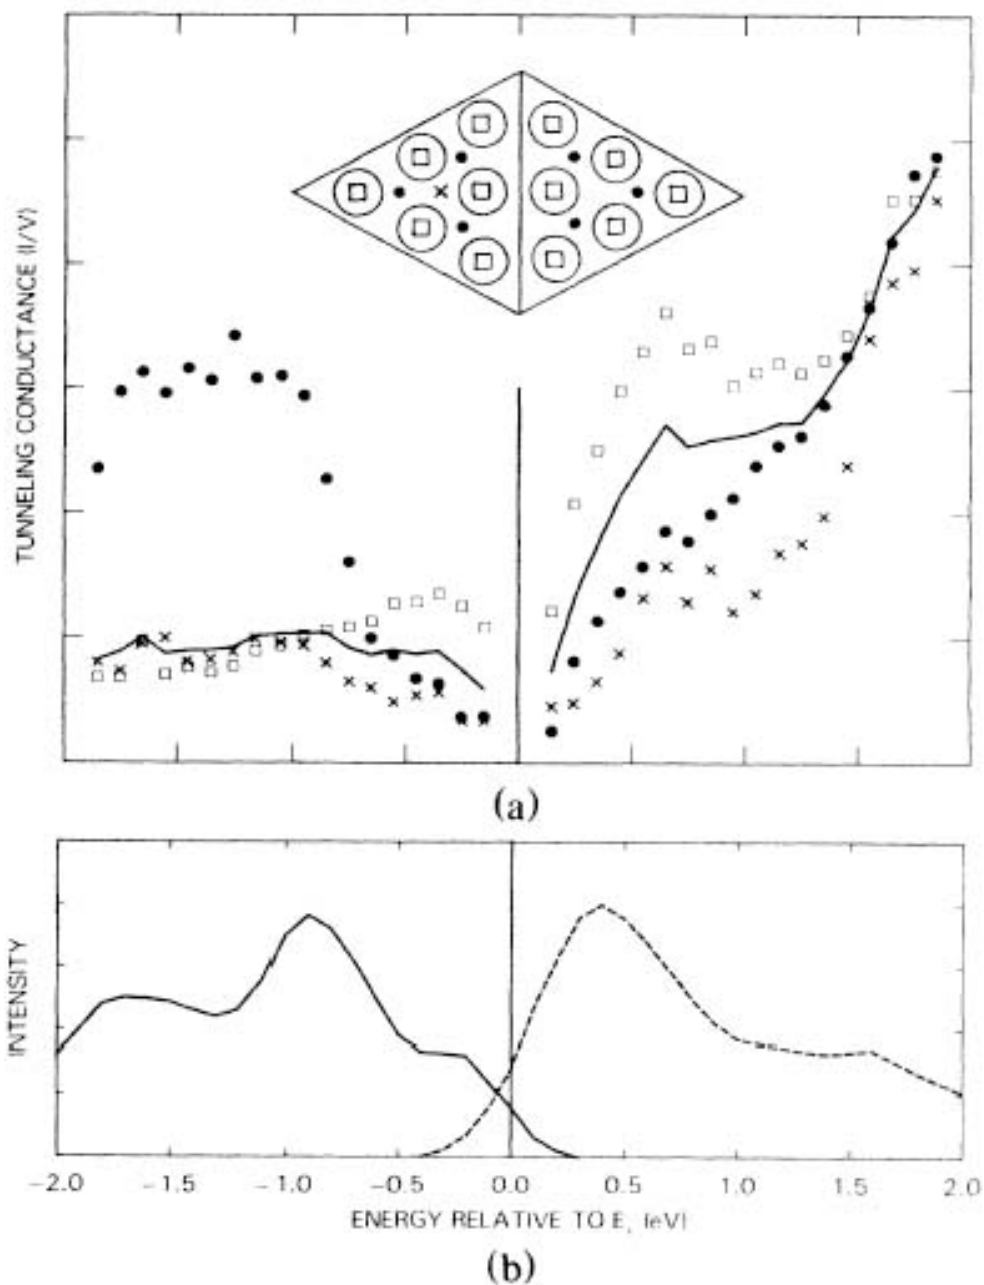 TUNNELING CONDUCTANCE (I/V)
(a)
INTENSITY
−2.0 −1.5 −1.0 −0.5 0.0 0.5 1.0 1.5 2.0
ENERGY RELATIVE TO E, (eV)
(b)